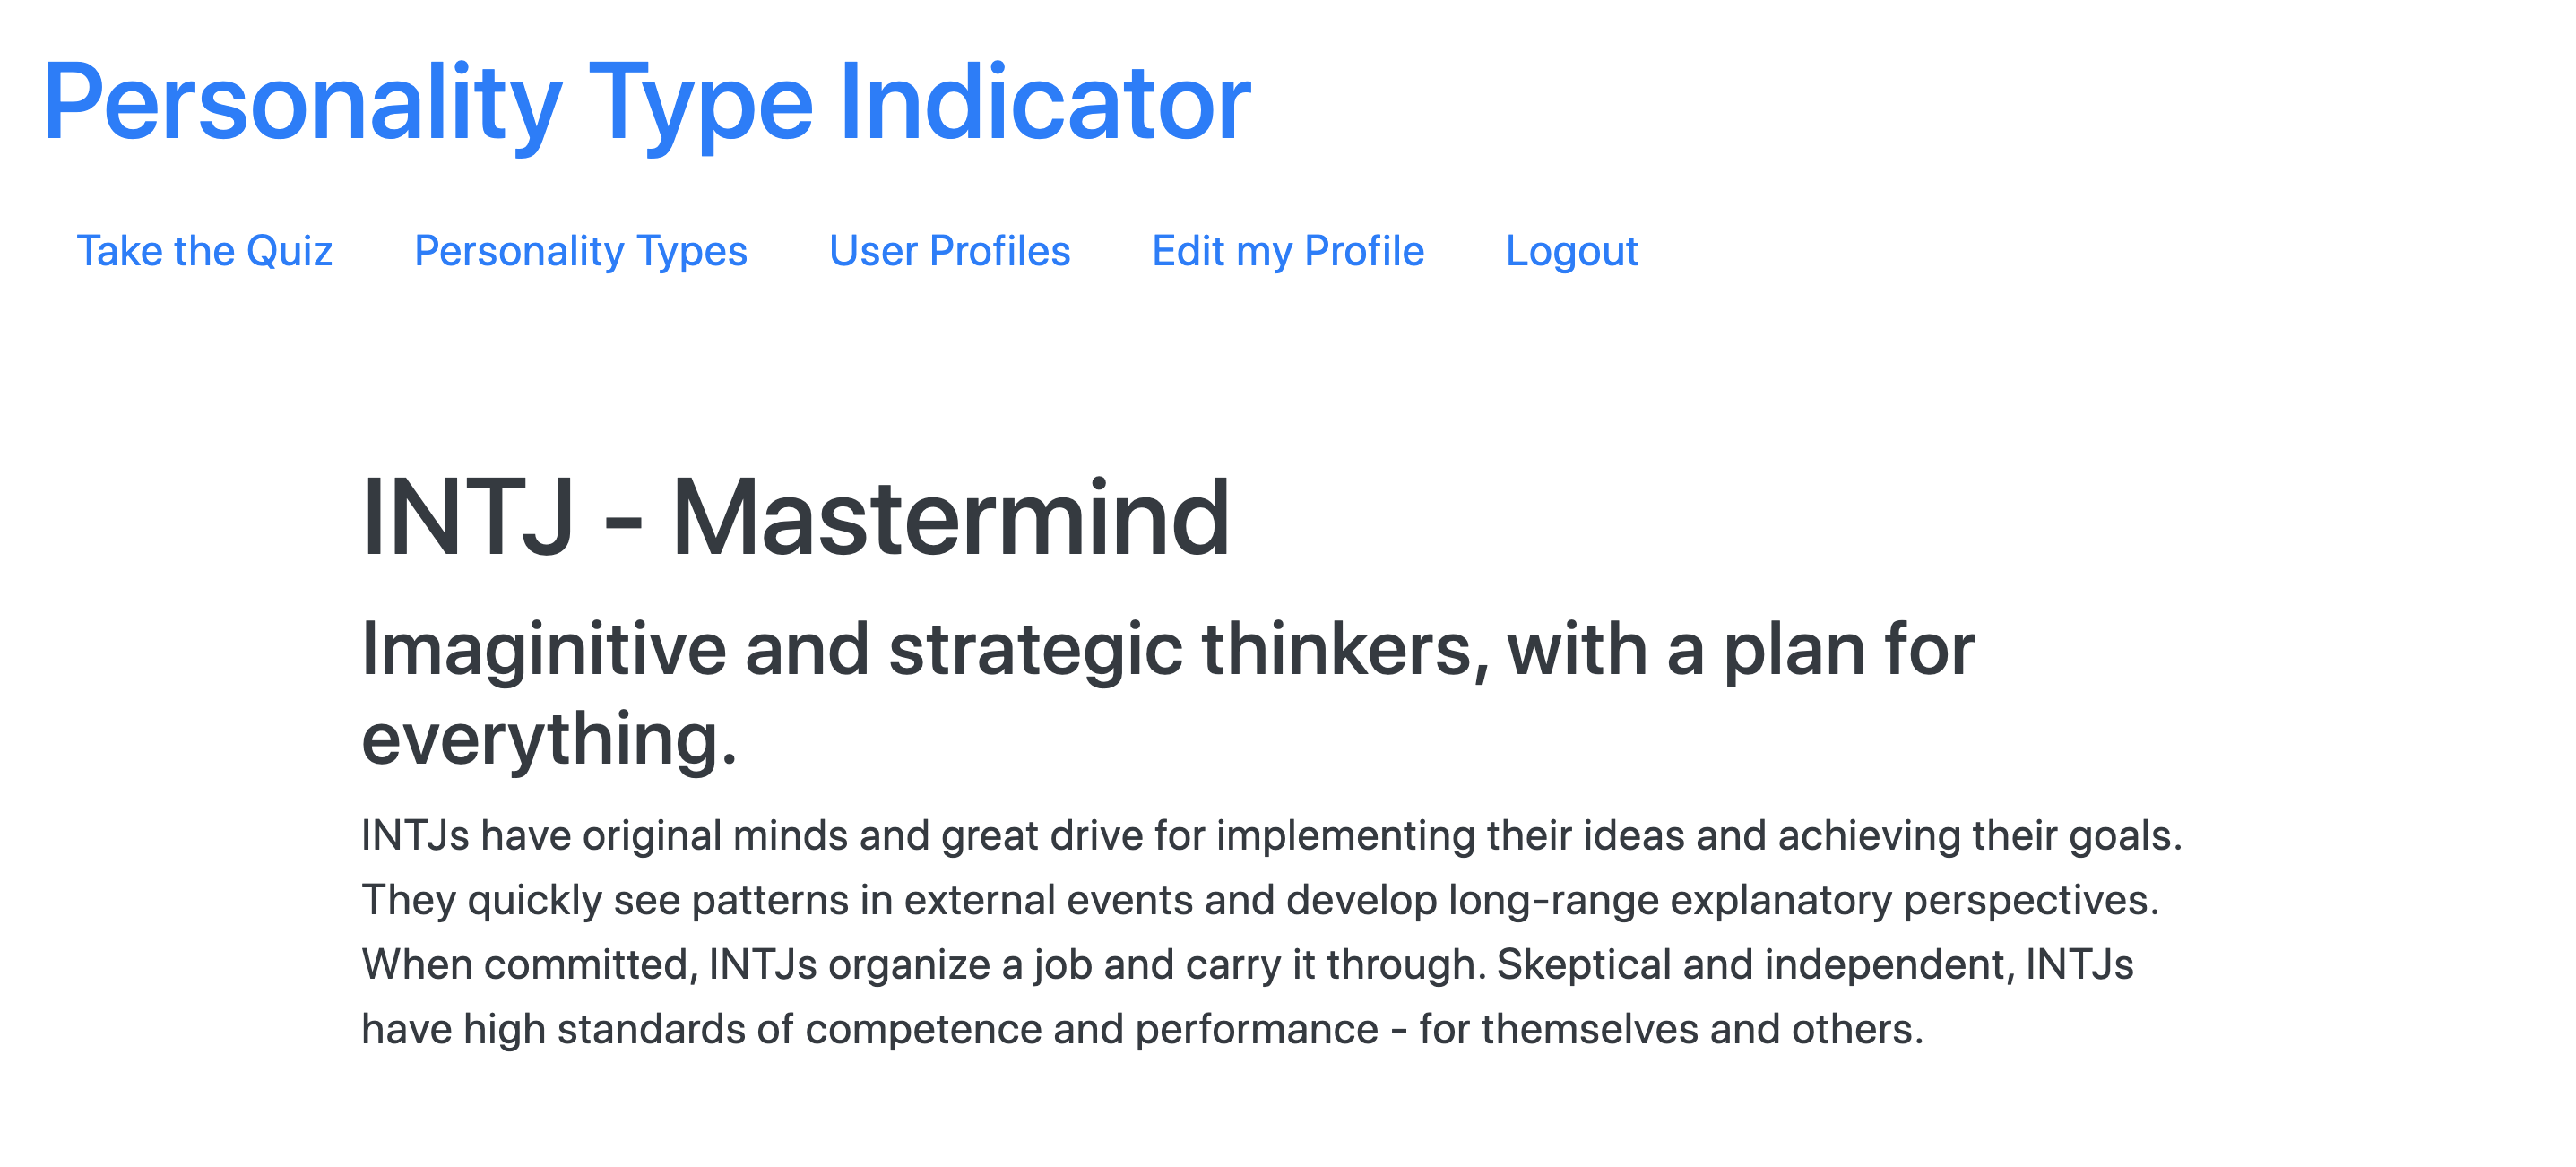 Personality Type Indicator
Take the Quiz Personality Types User Profiles Edit my Profile Logout
INTJ - Mastermind
Imaginitive and strategic thinkers, with a plan for
everything.
INTJs have original minds and great drive for implementing their ideas and achieving their goals.
They quickly see patterns in external events and develop long-range explanatory perspectives.
When committed, INTJs organize a job and carry it through. Skeptical and independent, INTJs
have high standards of competence and performance - for themselves and others.